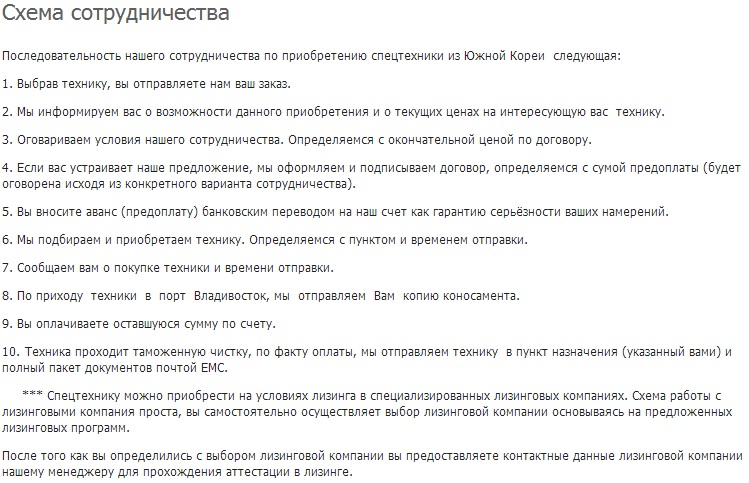 Схема сотрудничества
Последовательность нашего сотрудничества по приобретению спецтехники из Южной Кореи следующая:
1. Выбрав технику, вы отправляете нам ваш заказ.
2. Мы информируем вас о возможности данного приобретения и о текущих ценах на интересующую вас технику.
3. Оговариваем условия нашего сотрудничества. Определяемся с окончательной ценой по договору.
4. Если вас устраивает наше предложение, мы оформляем и подписываем договор, определяемся с сумой предоплаты (будет
оговорена исходя из конкретного варианта сотрудничества).
5. Вы вносите аванс (предоплату) банковским переводом на наш счет как гарантию серьёзности ваших намерений.
6. Мы подбираем и приобретаем технику. Определяемся с пунктом и временем отправки.
7. Сообщаем вам о покупке техники и времени отправки.
8. По приходу техники в порт Владивосток, мы отправляем Вам копию коносамента.
9. Вы оплачиваете оставшуюся сумму по счету.
10. Техника проходит таможенную чистку, по факту оплаты, мы отправляем технику в пункт назначения (указанный вами) и
полный пакет документов почтой ЕМС.
*** Спецтехнику можно приобрести на условиях лизинга в специализированных лизинговых компаниях. Схема работы с
лизинговыми компания проста, вы самостоятельно осуществляет выбор лизинговой компании основываясь на предложенных
лизинговых программ.
После того как вы определились с выбором лизинговой компании вы предоставляете контактные данные лизинговой компании
нашему менеджеру для прохождения аттестации в лизинге.